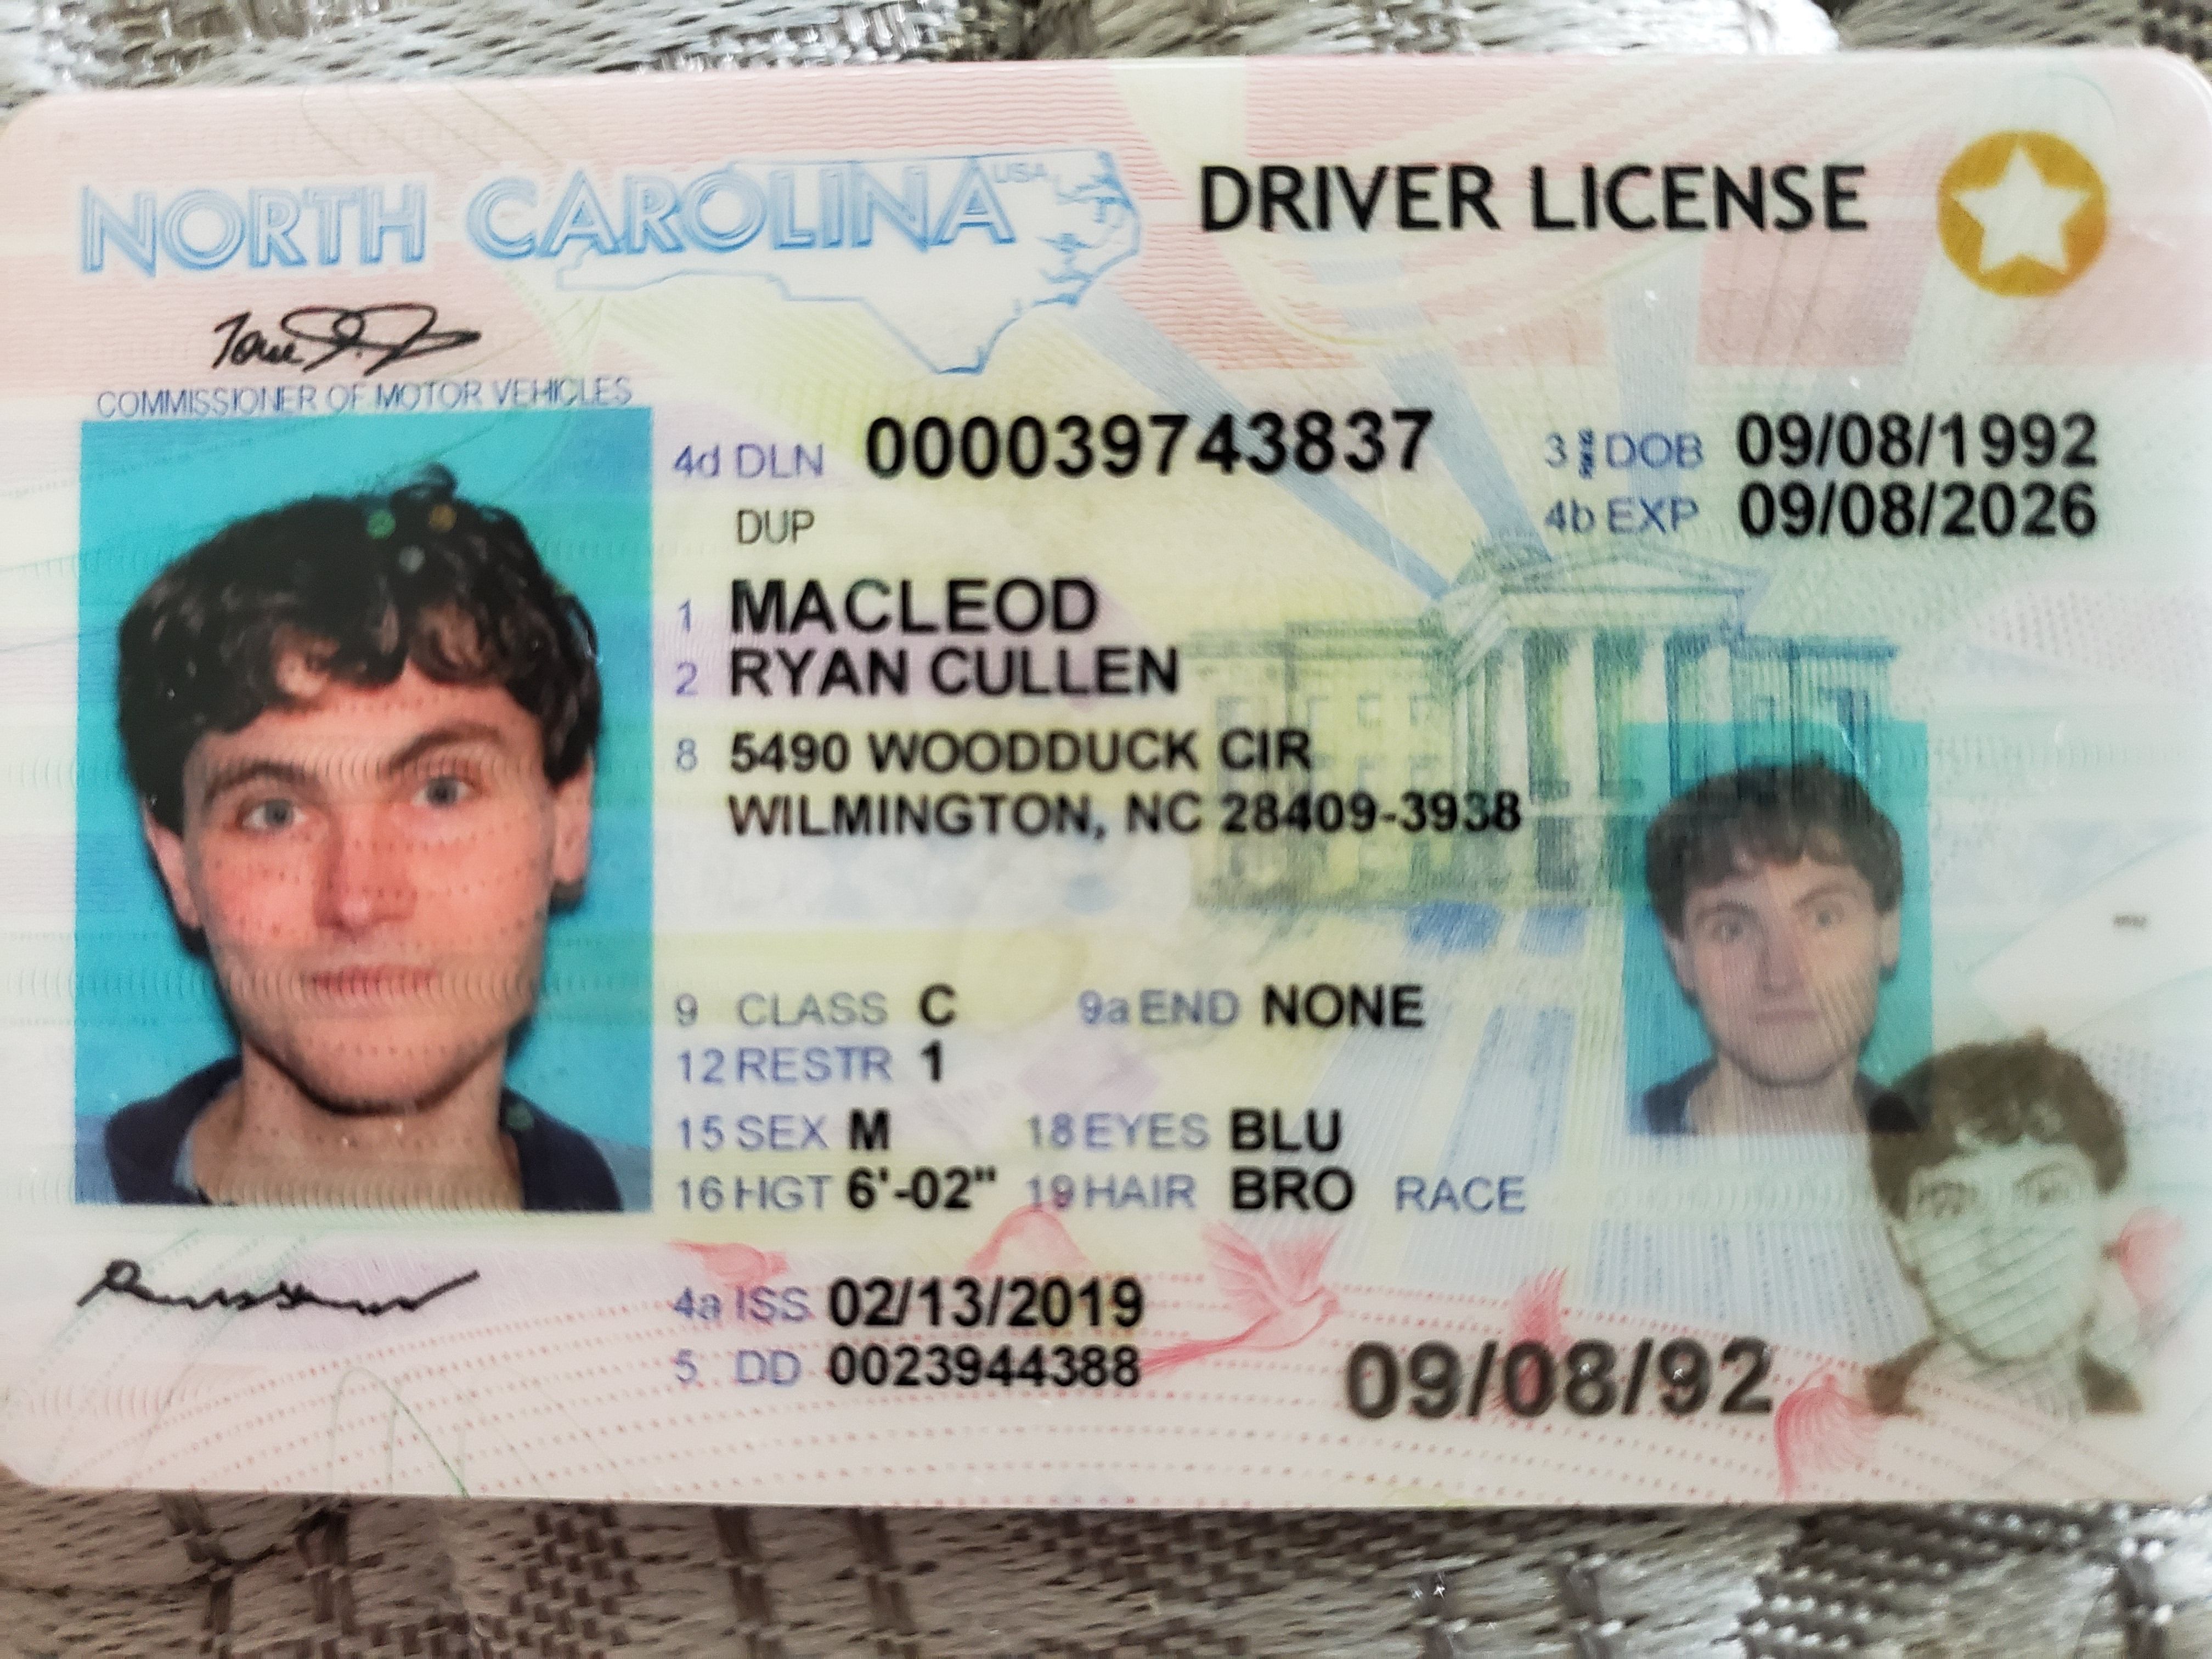 NORTH CAROLINA USA DRIVER LICENSE
COMMISSIONER OF MOTOR VEHICLES
4d DLN 000039743837
3 DOB 09/08/1992
DUP
4b EXP 09/08/2026
1 MACLEOD
2 RYAN CULLEN
8 5490 WOODDUCK CIR
WILMINGTON, NC 28409-3938
9 CLASS C 9a END NONE
12 RESTR 1
15 SEX M 18 EYES BLU
16 HGT 6'-02" 19 HAIR BRO RACE
4a ISS 02/13/2019
5 DD 0023944388
09/08/92